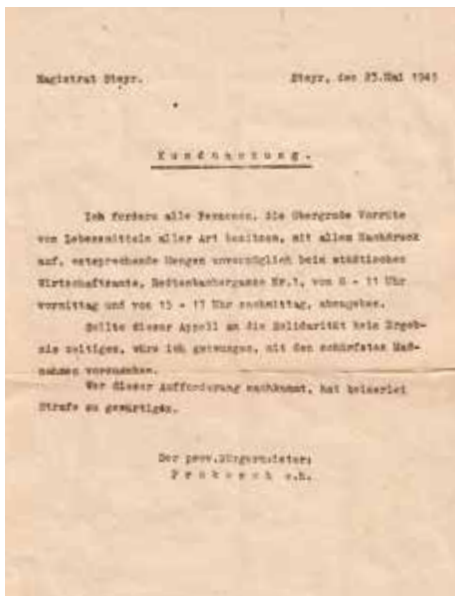 Magistrat Steyr. Steyr, den 23.Mai 1945
Kundmachung.
Ich fordere alle Personen, die übergroße Vorräte
von Lebensmitteln aller Art besitzen, mit allem Nachdruck
auf, entsprechende Mengen unverzüglich beim städtischen
Wirtschaftsamte, Redtenbachergasse Nr.1, von 8 - 11 Uhr
vormittag und von 15 - 17 Uhr nachmittag, abzugeben.
Sollte dieser Appell an die Solidarität kein Ergeb-
nis zeitigen, wäre ich gezwungen, mit den schärfsten Maß-
nahmen vorzugehen.
Wer dieser Aufforderung nachkommt, hat keinerlei
Strafe zu gewärtigen.
Der prov.Bürgermeister:
Prokosch e.h.